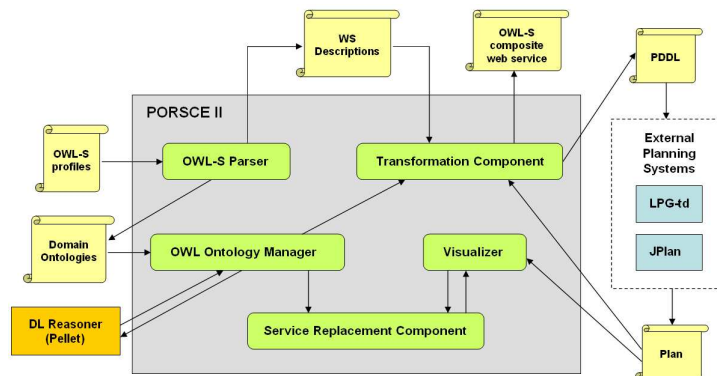 WS
Descriptions
OWL-S
composite
web service
PDDL
PORSCE II
OWL-S
profiles
OWL-S Parser
Transformation Component
External
Planning
Systems
LPG-td
JPlan
Domain
Ontologies
OWL Ontology Manager
Visualizer
DL Reasoner
(Pellet)
Service Replacement Component
Plan